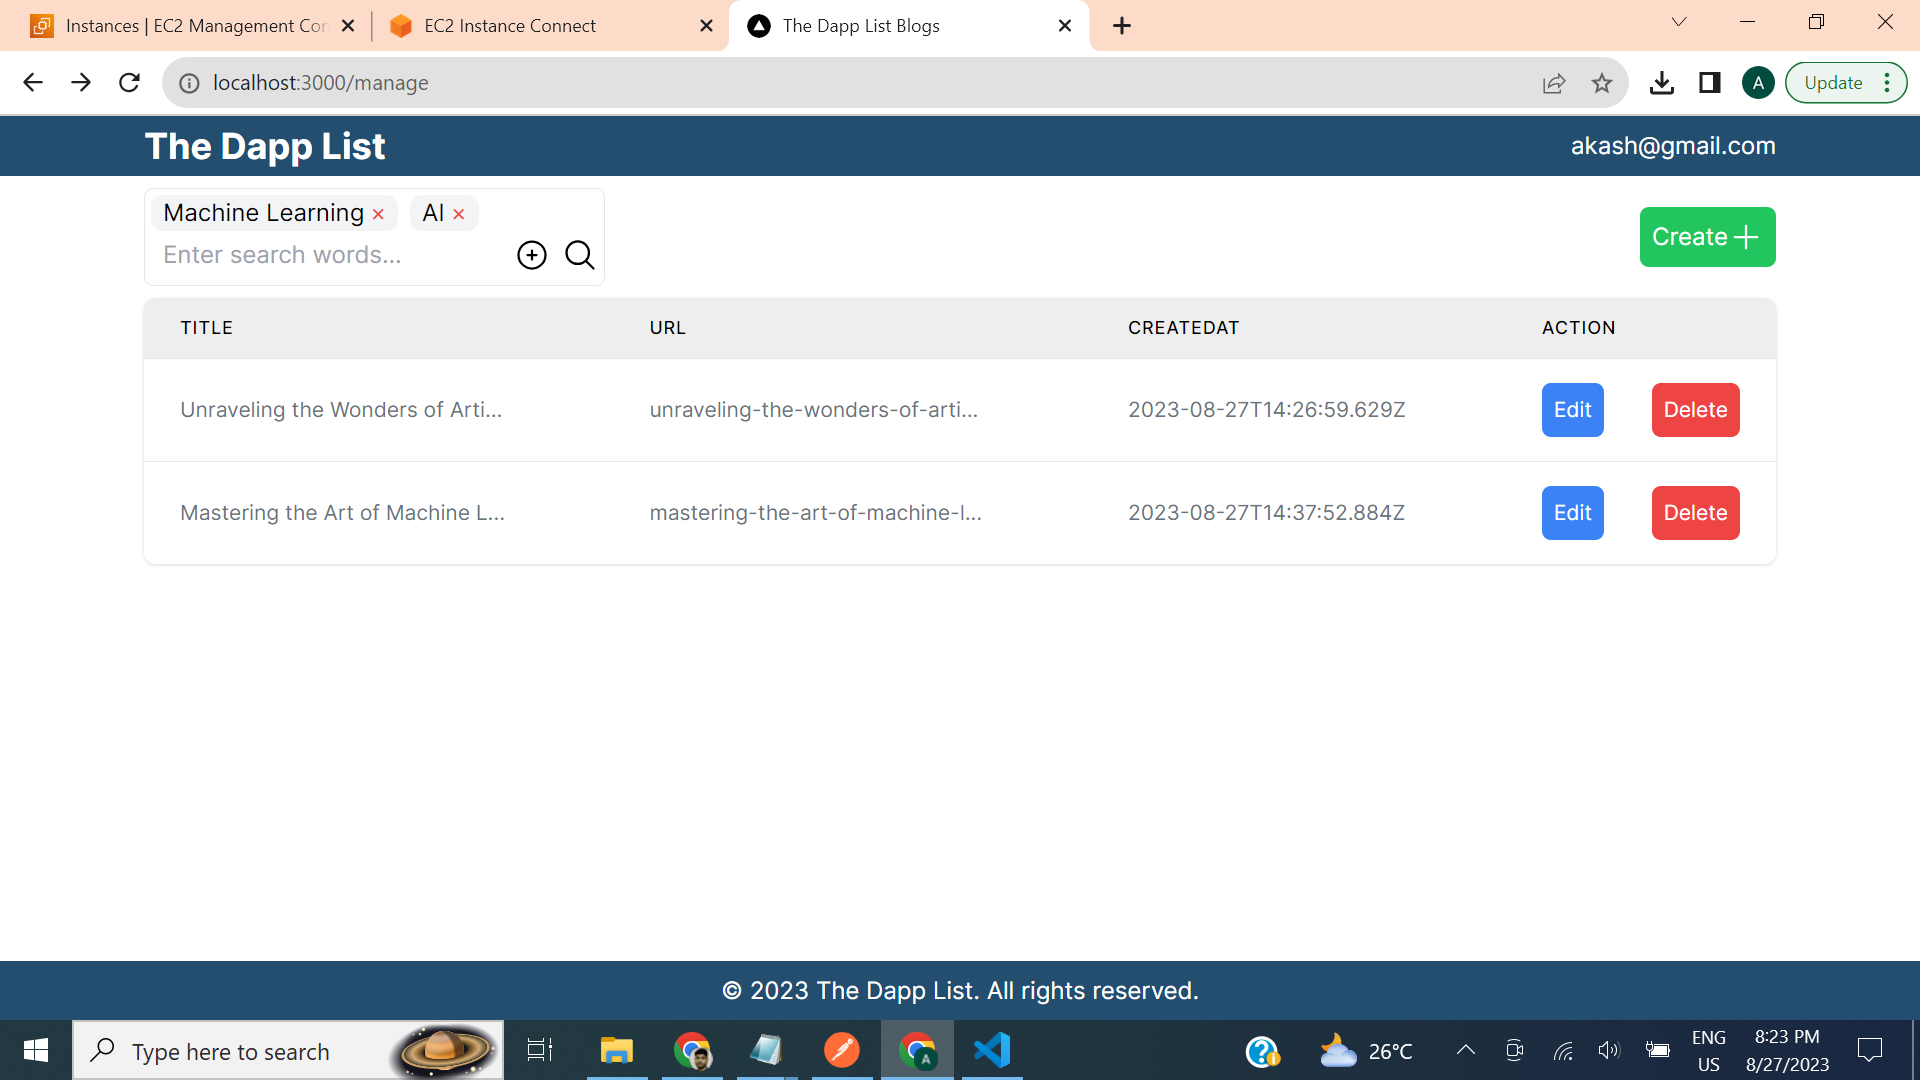 Instances | EC2 Management Con
EC2 Instance Connect
The Dapp List Blogs
localhost:3000/manage
A
Update
The Dapp List
akash@gmail.com
Machine Learning × AI ×
Enter search words...
Create +
TITLE URL CREATEDAT ACTION
Unraveling the Wonders of Arti... unraveling-the-wonders-of-arti... 2023-08-27T14:26:59.629Z Edit Delete
Mastering the Art of Machine L... mastering-the-art-of-machine-l... 2023-08-27T14:37:52.884Z Edit Delete
© 2023 The Dapp List. All rights reserved.
Type here to search
A
26°C
ENG
US
8:23 PM
8/27/2023